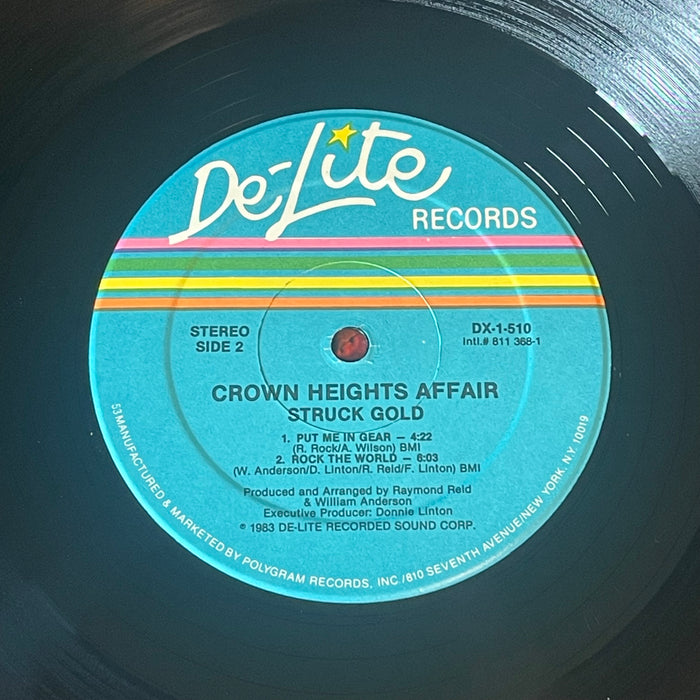 De-Lite
RECORDS
STEREO
SIDE 2
DX-1-510
Intl.# 811 368-1
CROWN HEIGHTS AFFAIR
STRUCK GOLD
1. PUT ME IN GEAR — 4:22
(R. Rock/A. Wilson) BMI
2. ROCK THE WORLD — 6:03
(W. Anderson/D. Linton/R. Reid/F. Linton) BMI
Produced and Arranged by Raymond Reid
& William Anderson
Executive Producer: Donnie Linton
℗ 1983 DE-LITE RECORDED SOUND CORP.
53 MANUFACTURED & MARKETED BY POLYGRAM RECORDS, INC./810 SEVENTH AVENUE/NEW YORK, N.Y. 10019